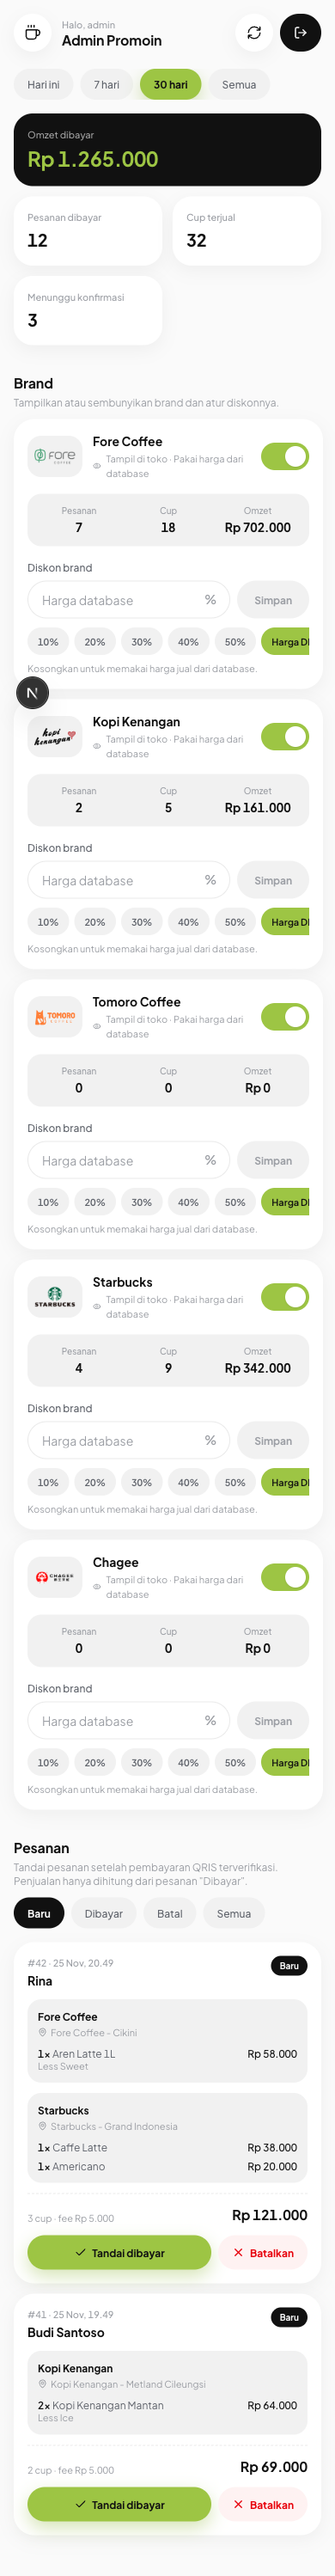 Halo, admin
Admin Promoin
Hari ini
7 hari
30 hari
Semua
Omzet dibayar
Rp 1.265.000
Pesanan dibayar
12
Cup terjual
32
Menunggu konfirmasi
3
Brand
Tampilkan atau sembunyikan brand dan atur diskonnya.
fore
COFFEE
Fore Coffee
Tampil di toko · Pakai harga dari
database
Pesanan
7
Cup
18
Omzet
Rp 702.000
Diskon brand
Harga database
%
Simpan
10%
20%
30%
40%
50%
Harga
Kosongkan untuk memakai harga jual dari database.
N
kopi
kenangan
Kopi Kenangan
Tampil di toko · Pakai harga dari
database
Pesanan
2
Cup
5
Omzet
Rp 161.000
Diskon brand
Harga database
%
Simpan
10%
20%
30%
40%
50%
Harga
Kosongkan untuk memakai harga jual dari database.
TOMORO
COFFEE
Tomoro Coffee
Tampil di toko · Pakai harga dari
database
Pesanan
0
Cup
0
Omzet
Rp 0
Diskon brand
Harga database
%
Simpan
10%
20%
30%
40%
50%
Harga
Kosongkan untuk memakai harga jual dari database.
STARBUCKS
Starbucks
Tampil di toko · Pakai harga dari
database
Pesanan
4
Cup
9
Omzet
Rp 342.000
Diskon brand
Harga database
%
Simpan
10%
20%
30%
40%
50%
Harga
Kosongkan untuk memakai harga jual dari database.
CHAGEE
Chagee
Tampil di toko · Pakai harga dari
database
Pesanan
0
Cup
0
Omzet
Rp 0
Diskon brand
Harga database
%
Simpan
10%
20%
30%
40%
50%
Harga
Kosongkan untuk memakai harga jual dari database.
Pesanan
Tandai pesanan setelah pembayaran QRIS terverifikasi.
Penjualan hanya dihitung dari pesanan "Dibayar".
Baru
Dibayar
Batal
Semua
#42 · 25 Nov, 20.49
Baru
Rina
Fore Coffee
Fore Coffee - Cikini
1× Aren Latte 1L
Rp 58.000
Less Sweet
Starbucks
Starbucks - Grand Indonesia
1× Caffe Latte
Rp 38.000
1× Americano
Rp 20.000
3 cup · fee Rp 5.000
Rp 121.000
Tandai dibayar
Batalkan
#41 · 25 Nov, 19.49
Baru
Budi Santoso
Kopi Kenangan
Kopi Kenangan - Metland Cileungsi
2× Kopi Kenangan Mantan
Rp 64.000
Less Ice
2 cup · fee Rp 5.000
Rp 69.000
Tandai dibayar
Batalkan